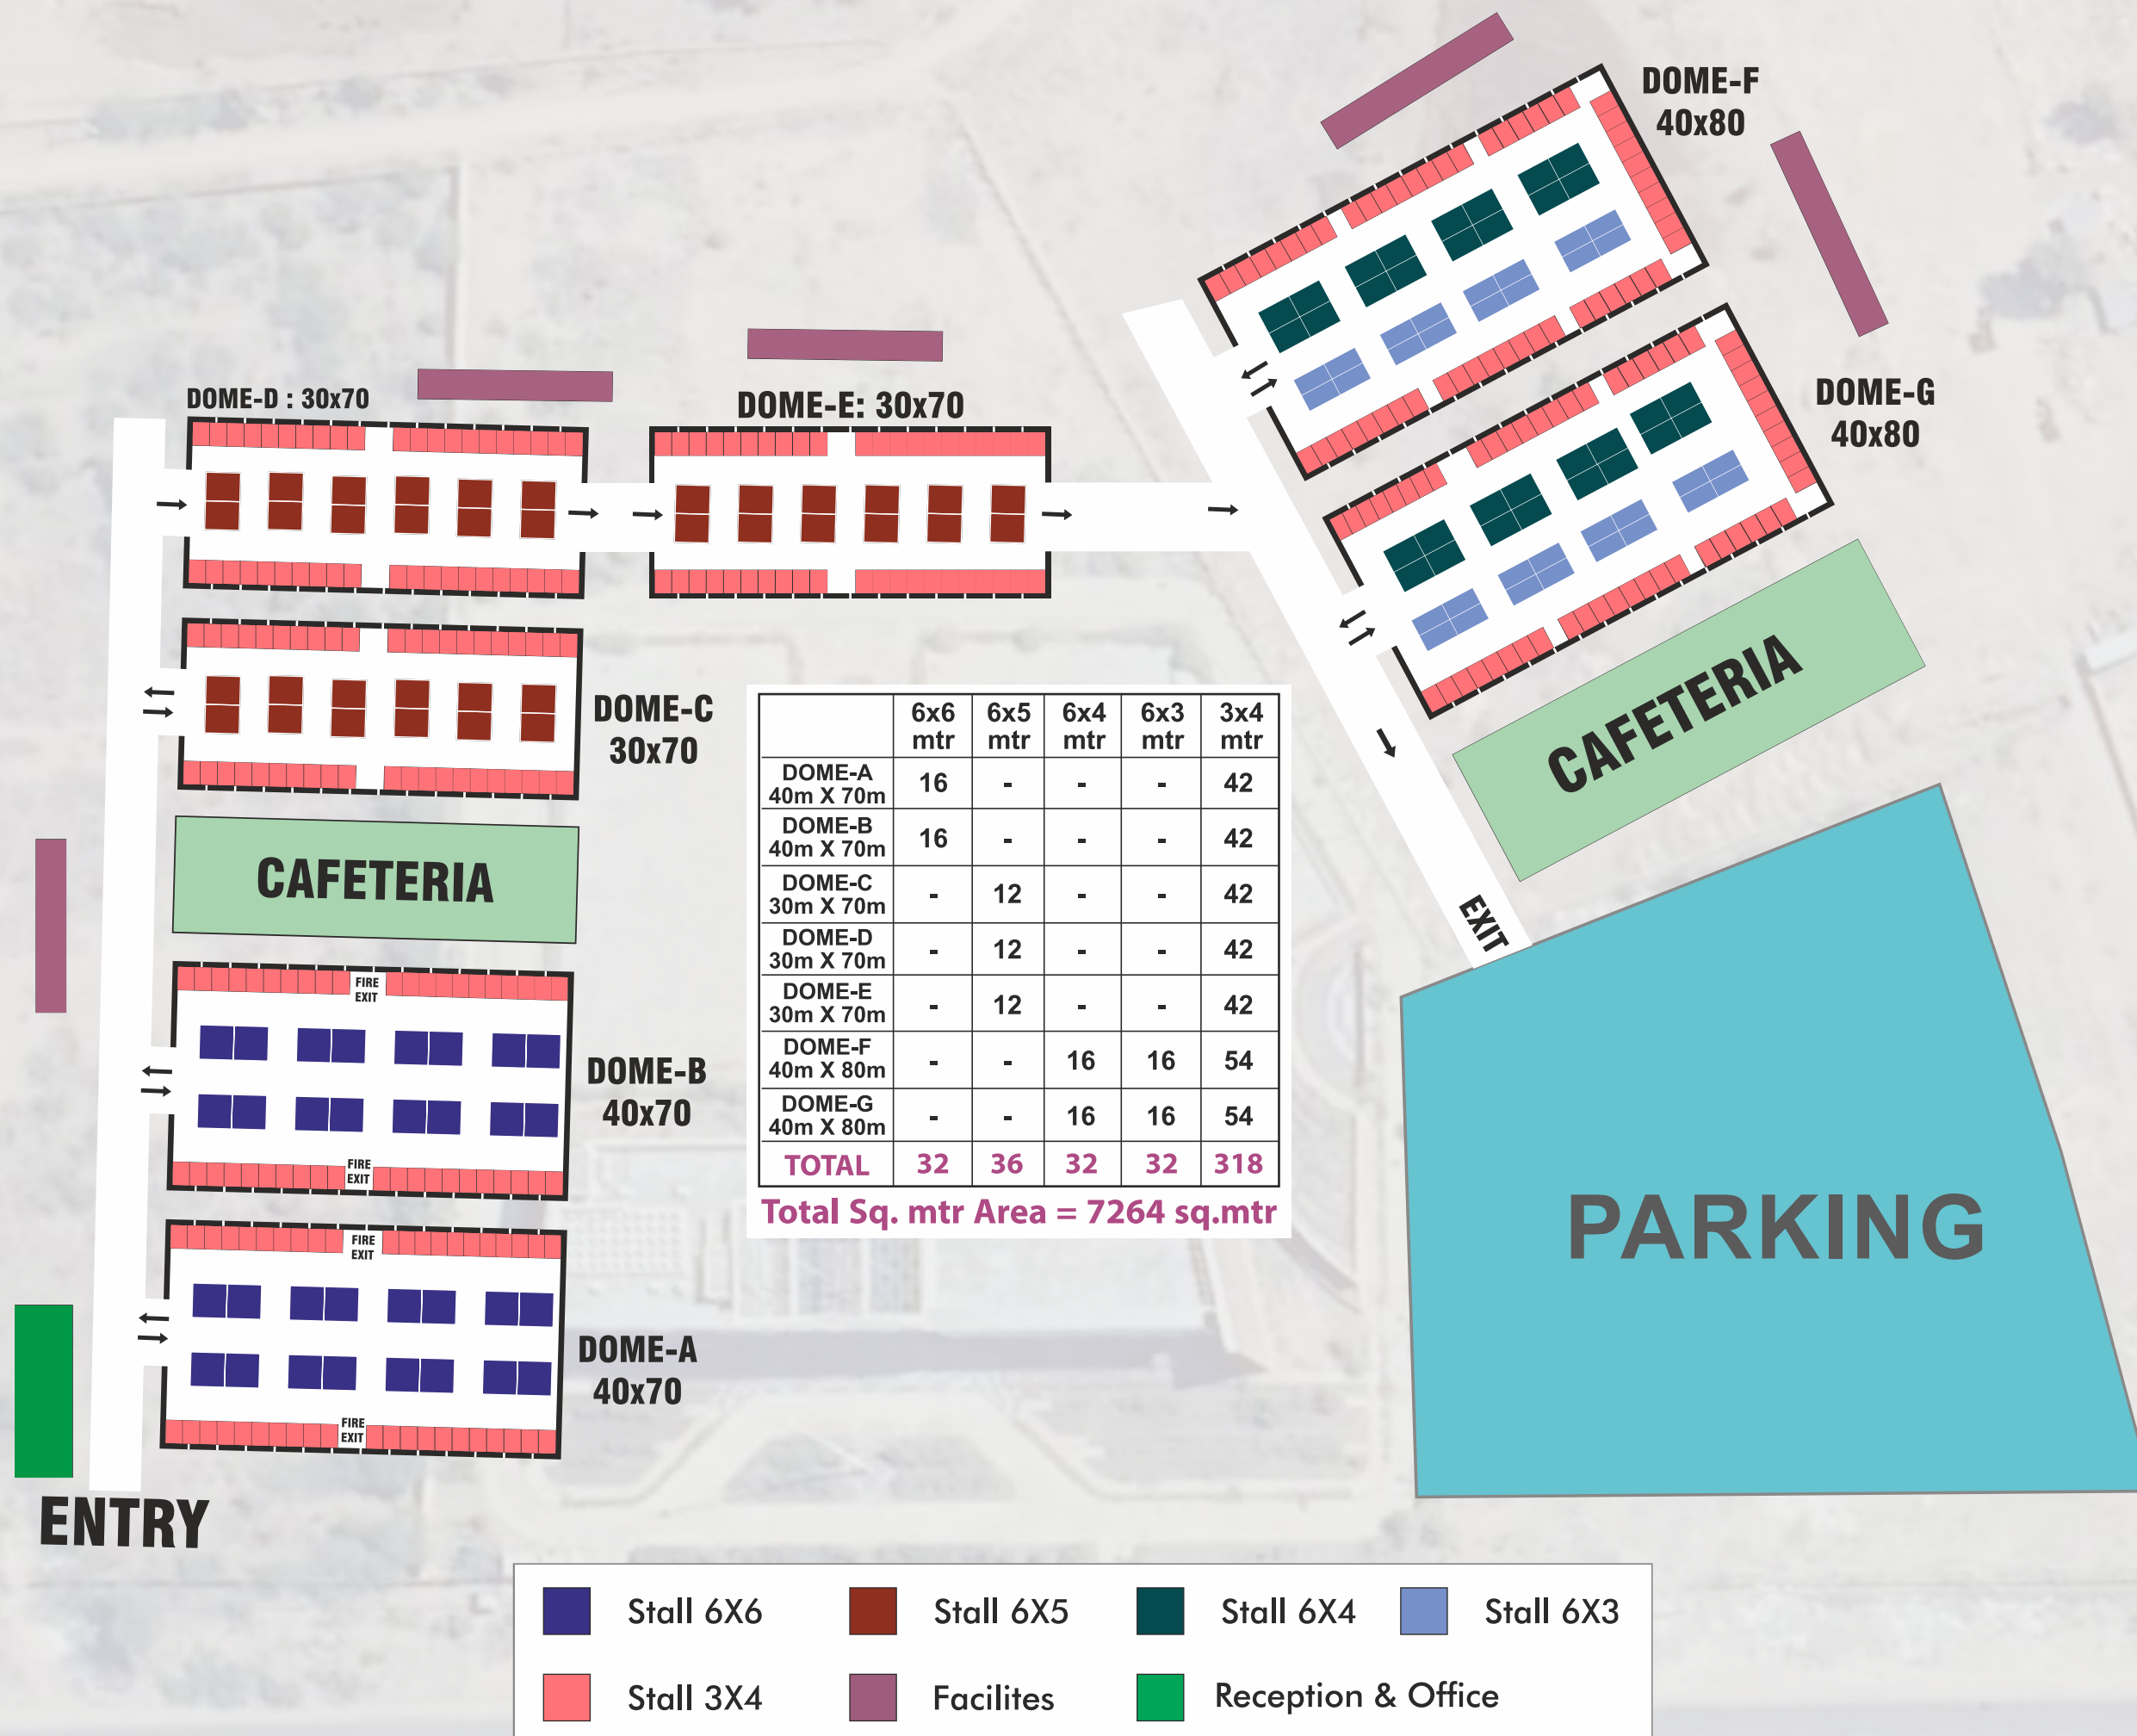 DOME-F
40x80
DOME-G
40x80
DOME-D : 30x70
DOME-E: 30x70
DOME-C
30x70
CAFETERIA
CAFETERIA
EXIT
FIRE
EXIT
DOME-B
40x70
FIRE
EXIT
FIRE
EXIT
DOME-A
40x70
FIRE
EXIT
ENTRY
PARKING
6x6 mtr 6x5 mtr 6x4 mtr 6x3 mtr 3x4 mtr
DOME-A 40m X 70m 16 - - - 42
DOME-B 40m X 70m 16 - - - 42
DOME-C 30m X 70m - 12 - - 42
DOME-D 30m X 70m - 12 - - 42
DOME-E 30m X 70m - 12 - - 42
DOME-F 40m X 80m - - 16 16 54
DOME-G 40m X 80m - - 16 16 54
TOTAL 32 36 32 32 318
Total Sq. mtr Area = 7264 sq.mtr
Stall 6X6 Stall 6X5 Stall 6X4 Stall 6X3
Stall 3X4 Facilites Reception & Office